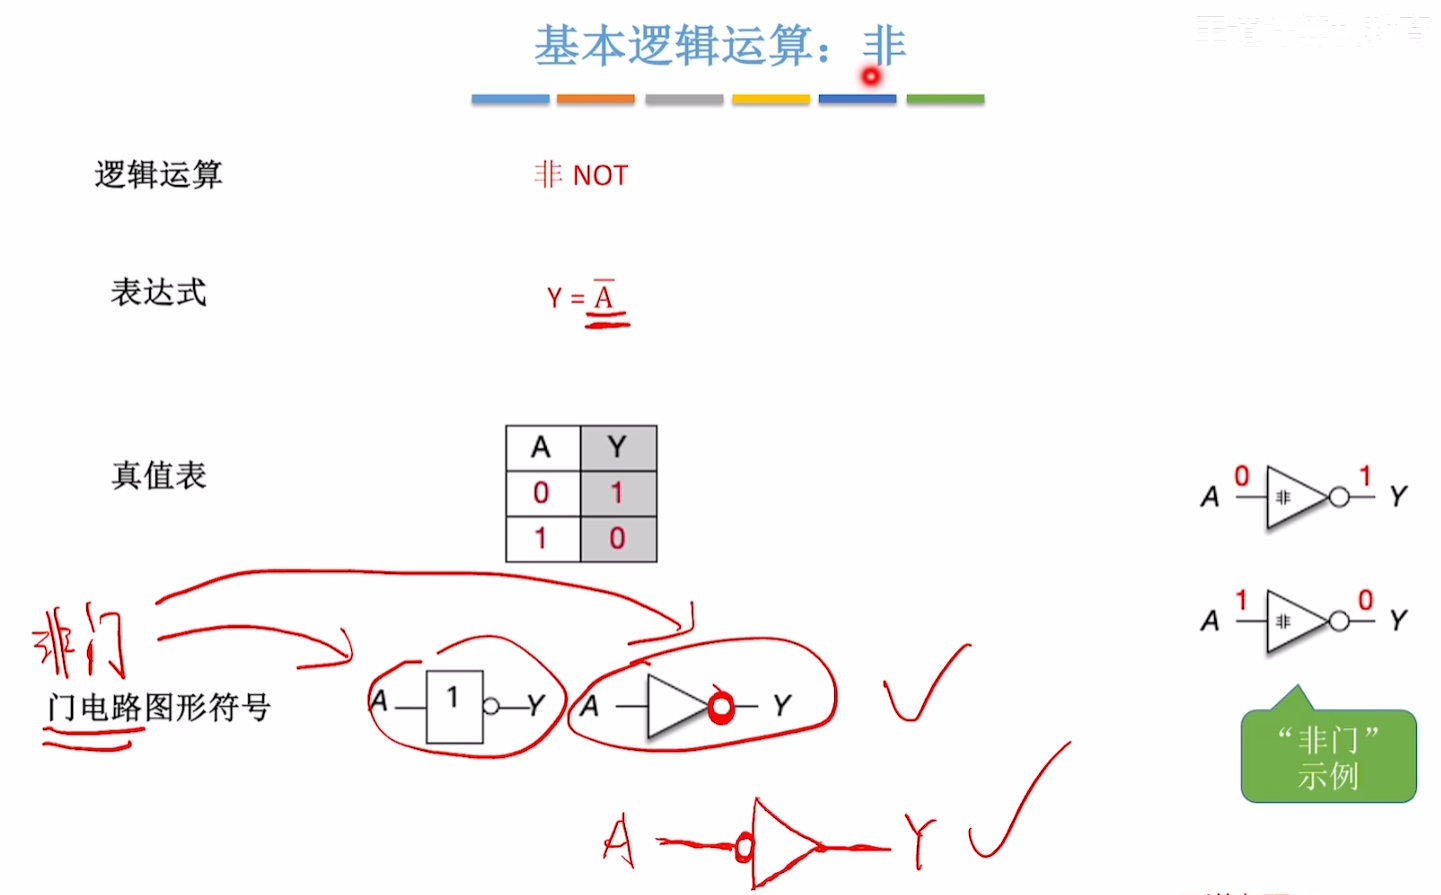 基本逻辑运算：非
逻辑运算
非 NOT
表达式
Y = A̅
真值表
A Y
0 1
1 0
A 0 非 1 Y
A 1 非 0 Y
非门
门电路图形符号
A 1 Y
A Y
“非门”
示例
A Y